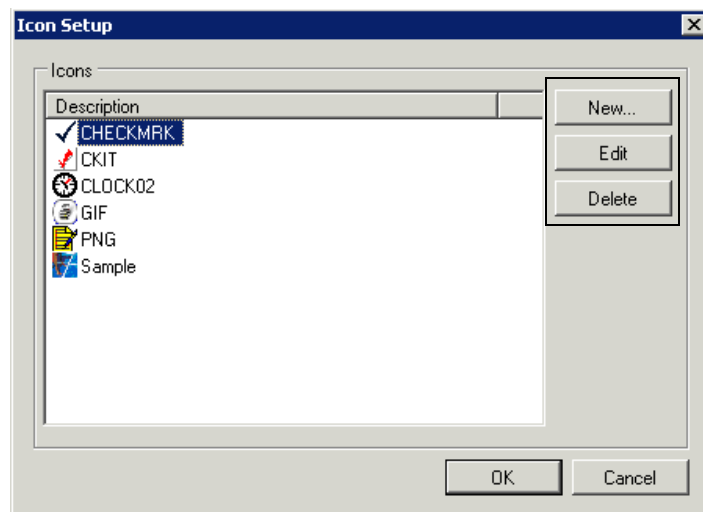 Icon Setup
Icons
Description
CHECKMRK
CKIT
CLOCK02
GIF
PNG
Sample
New...
Edit
Delete
OK
Cancel